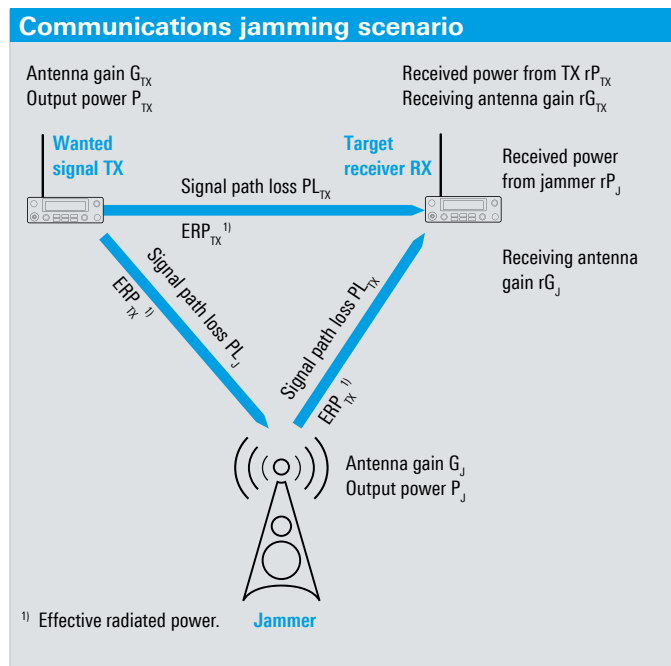 Communications jamming scenario
Antenna gain G_TX
Output power P_TX
Received power from TX rP_TX
Receiving antenna gain rG_TX
Wanted
signal TX
Target
receiver RX
Received power
from jammer rP_J
Signal path loss PL_TX
ERP_TX 1)
Receiving antenna
gain rG_J
Signal path loss PL_J
ERP_TX 1)
Signal path loss PL_TX
ERP_TX 1)
Antenna gain G_J
Output power P_J
1) Effective radiated power.
Jammer